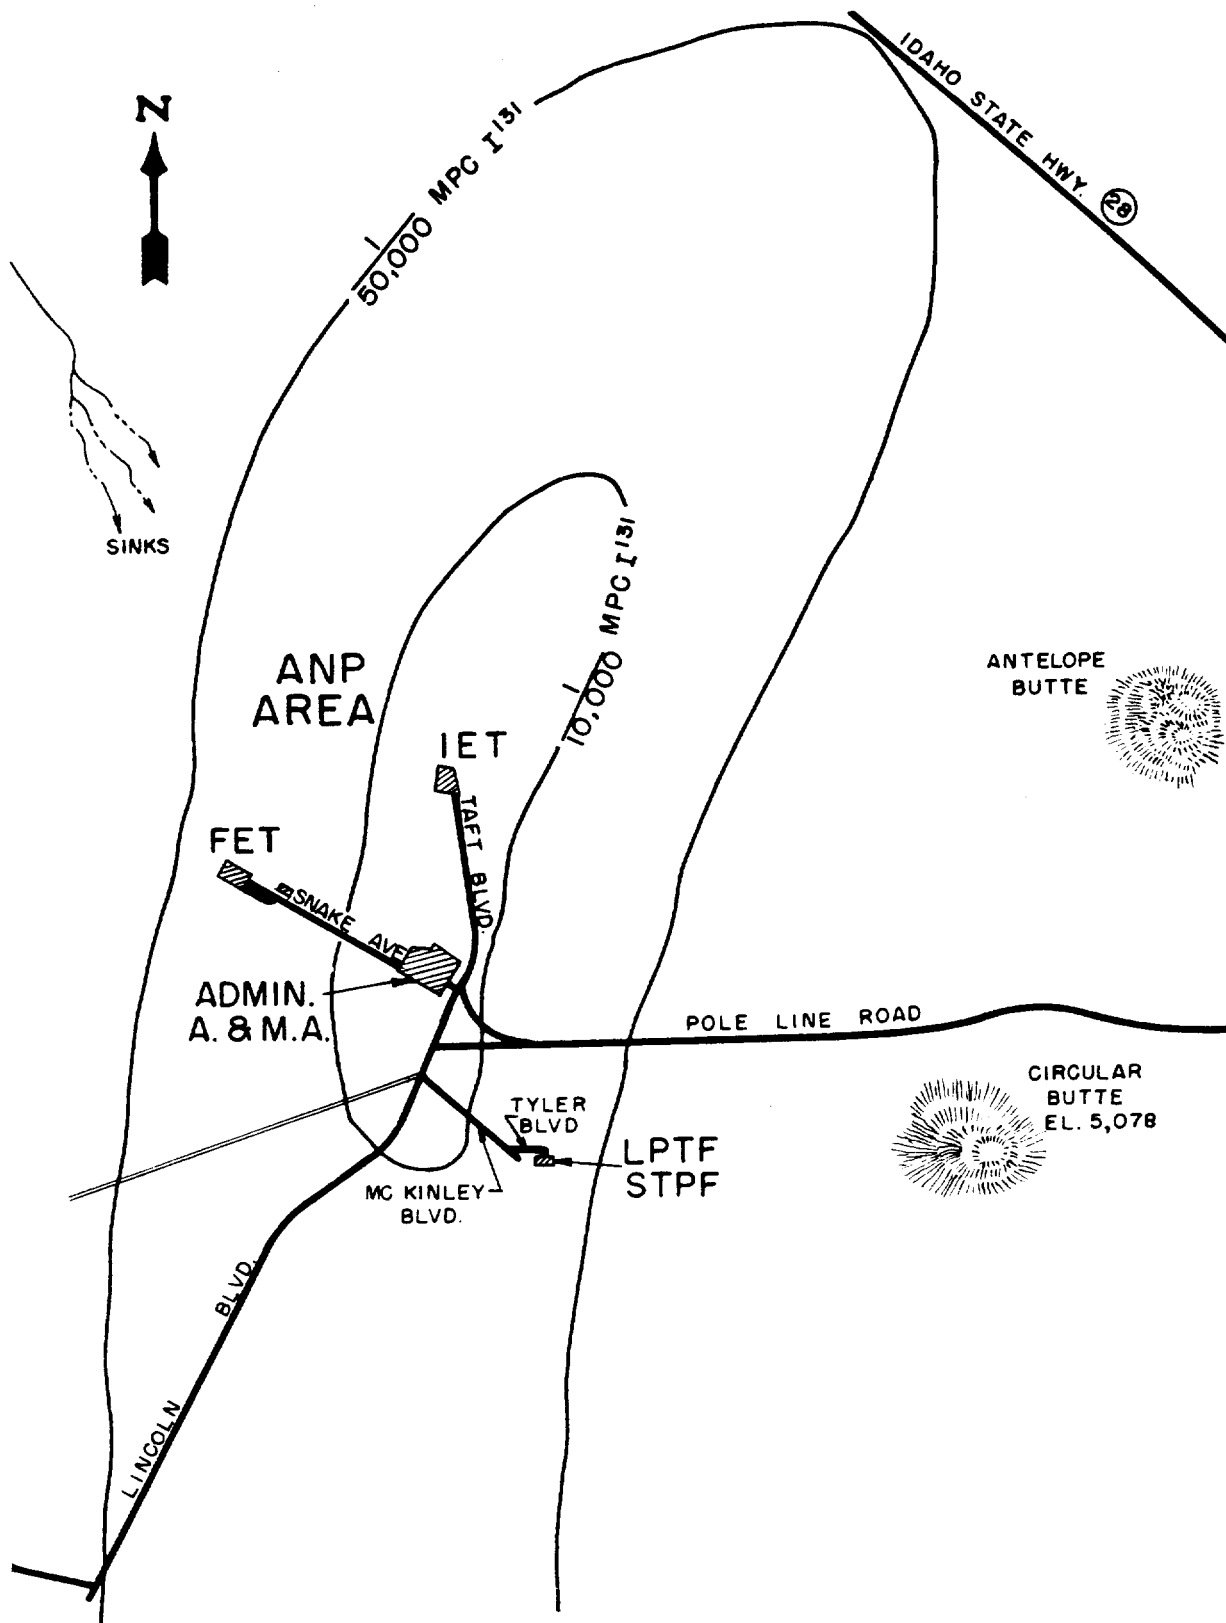 N
IDAHO STATE HWY. 28
1
50,000 MPC I131
SINKS
1
10,000 MPC I131
ANP
AREA
ANTELOPE
BUTTE
IET
TAFT BLVD.
FET
SNAKE AVE
ADMIN.
A. & M.A.
POLE LINE ROAD
CIRCULAR
BUTTE
EL. 5,078
TYLER
BLVD
LPTF
STPF
MC KINLEY
BLVD.
LINCOLN BLVD.